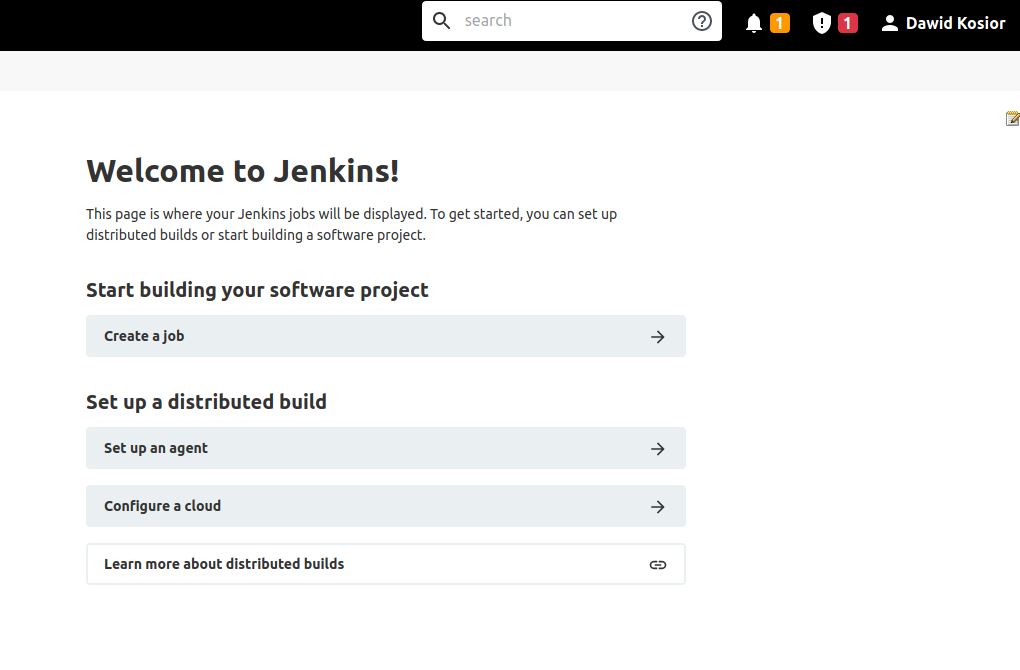 search
1
1
Dawid Kosior
Welcome to Jenkins!
This page is where your Jenkins jobs will be displayed. To get started, you can set up
distributed builds or start building a software project.
Start building your software project
Create a job
Set up a distributed build
Set up an agent
Configure a cloud
Learn more about distributed builds